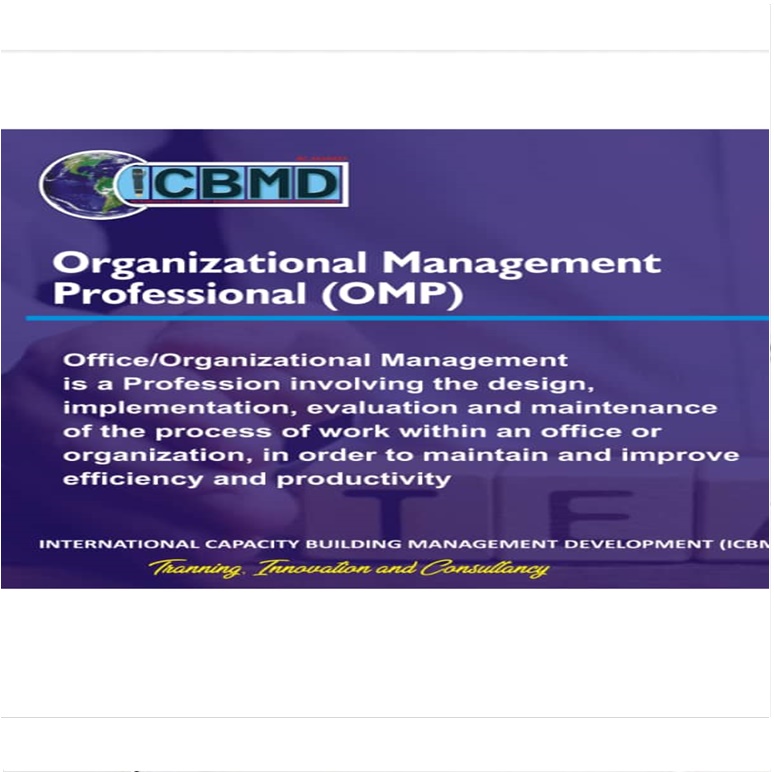 ICBMD
Organizational Management
Professional (OMP)
Office/Organizational Management
is a Profession involving the design,
implementation, evaluation and maintenance
of the process of work within an office or
organization, in order to maintain and improve
efficiency and productivity
TEA
INTERNATIONAL CAPACITY BUILDING MANAGEMENT DEVELOPMENT (ICBM
Tranning, Innovation and Consultancy